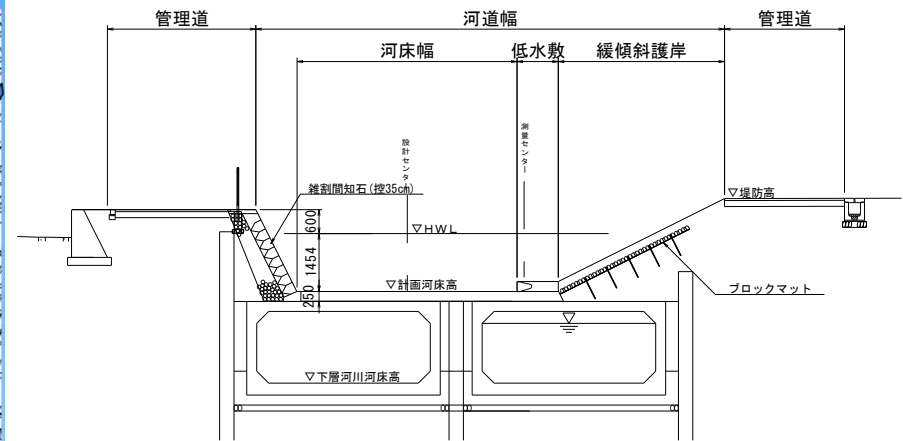 管理道
河道幅
管理道
河床幅
低水敷
緩傾斜護岸
設計センター
測量センター
雑割間知石(控35cm)
▽堤防高
600
▽HWL
1454
▽計画河床高
250
ブロックマット
▽下層河川河床高